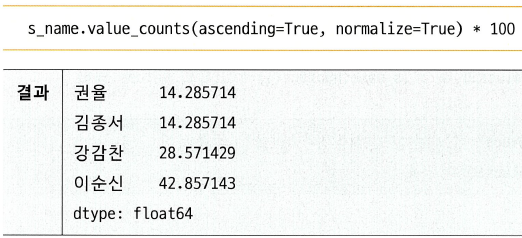 s_name.value_counts(ascending=True, normalize=True) * 100
결과
권율 14.285714
김종서 14.285714
강감찬 28.571429
이순신 42.857143
dtype: float64